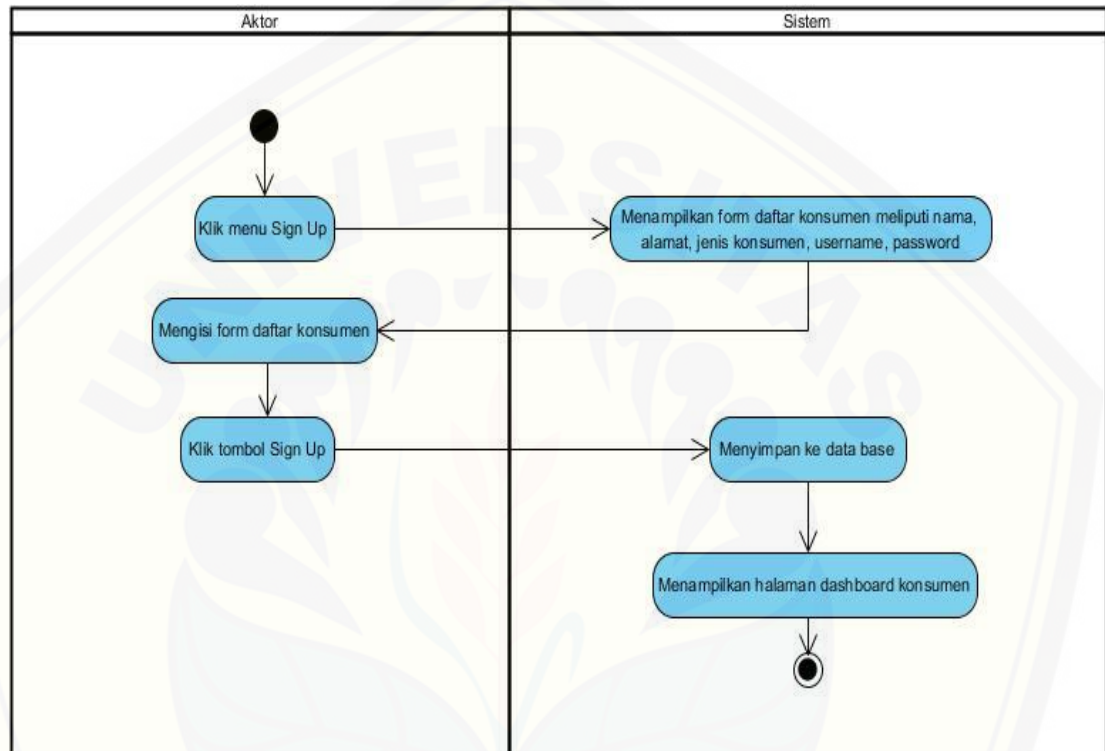 Aktor
Sistem
Klik menu Sign Up
Menampilkan form daftar konsumen meliputi nama,
alamat, jenis konsumen, username, password
Mengisi form daftar konsumen
Klik tombol Sign Up
Menyimpan ke data base
Menampilkan halaman dashboard konsumen
UNIVERSITAS